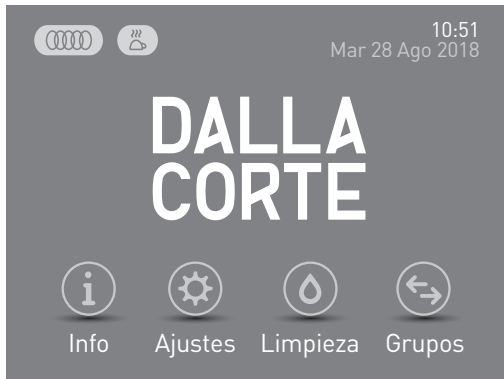 10:51
Mar 28 Ago 2018
DALLA
CORTE
Info Ajustes Limpieza Grupos